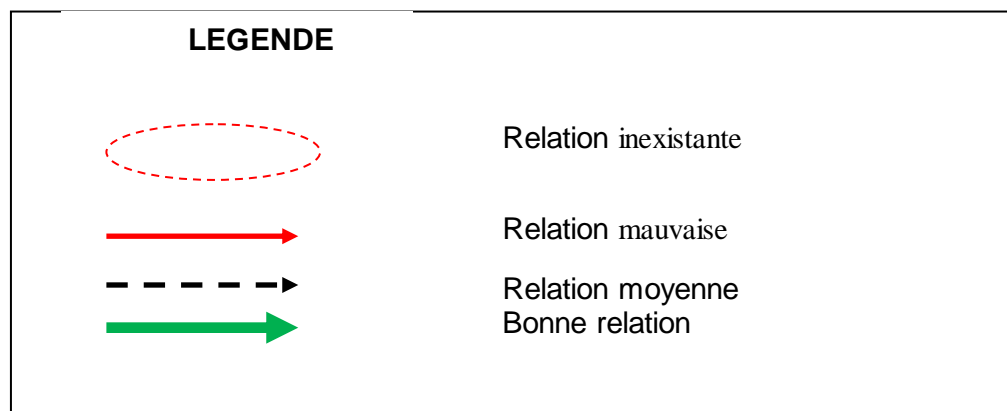 LEGENDE
Relation inexistante
Relation mauvaise
Relation moyenne
Bonne relation